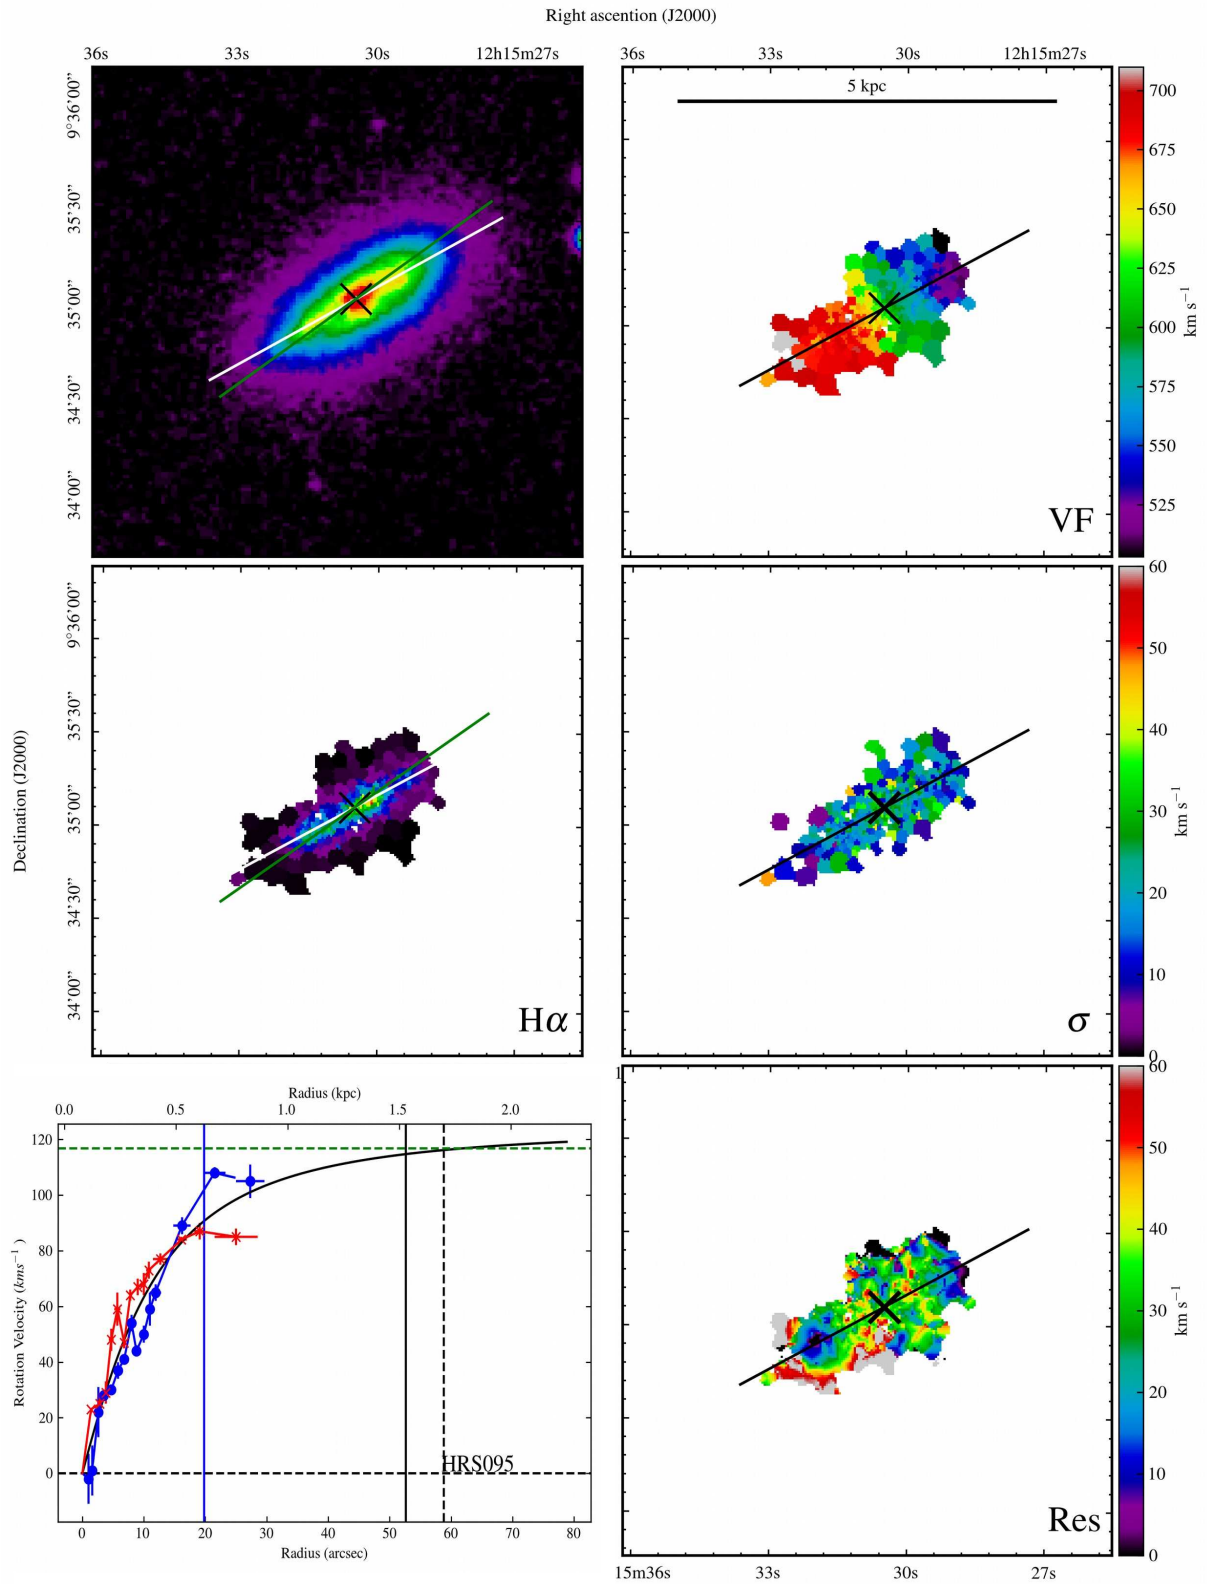 Right ascention (J2000)
36s 33s 30s 12h15m27s
36s 33s 30s 12h15m27s
9°36'00''
35'30''
35'00''
34'30''
34'00''
5 kpc
VF
700
675
650
625
600
575
550
525
km s⁻¹
Declination (J2000)
9°36'00''
35'30''
35'00''
34'30''
34'00''
Hα
σ
60
50
40
30
20
10
0
km s⁻¹
Radius (kpc)
0.0 0.5 1.0 1.5 2.0
Rotation Velocity (kms⁻¹)
120
100
80
60
40
20
0
HRS095
0 10 20 30 40 50 60 70 80
Radius (arcsec)
1
Res
60
50
40
30
20
10
0
km s⁻¹
15m36s 33s 30s 27s